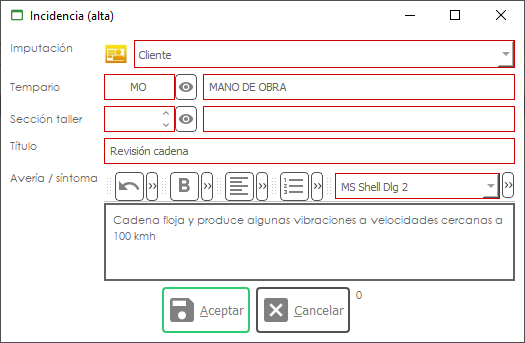 Incidencia (alta)
Imputación
Cliente
Tempario
MO
MANO DE OBRA
Sección taller
Título
Revisión cadena
Avería / síntoma
B
MS Shell Dlg 2
Cadena floja y produce algunas vibraciones a velocidades cercanas a
100 kmh
Aceptar
Cancelar
0